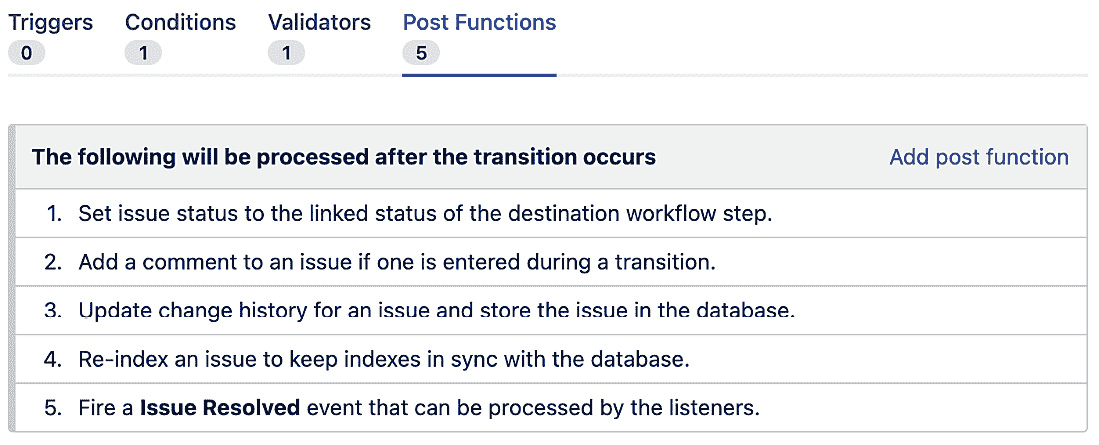 Triggers Conditions Validators Post Functions
0 1 1 5
The following will be processed after the transition occurs Add post function
1. Set issue status to the linked status of the destination workflow step.
2. Add a comment to an issue if one is entered during a transition.
3. Update change history for an issue and store the issue in the database.
4. Re-index an issue to keep indexes in sync with the database.
5. Fire a Issue Resolved event that can be processed by the listeners.